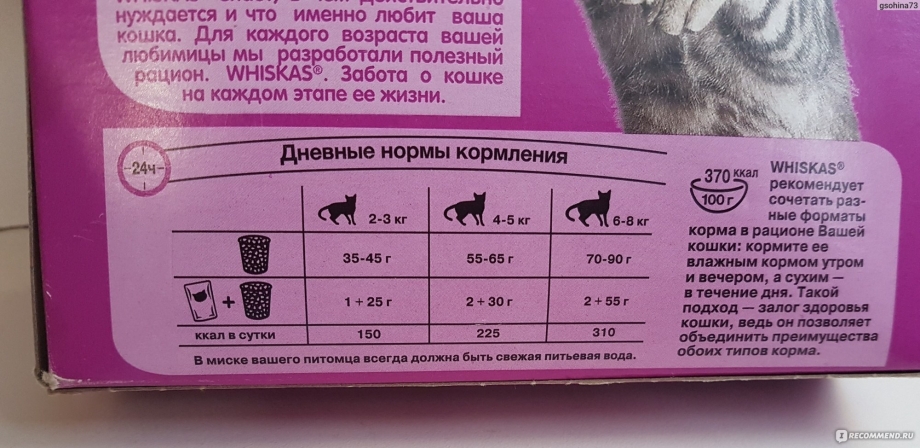 gsohina73
нуждается и что именно любит ваша
кошка. Для каждого возраста вашей
любимицы мы разработали полезный
рацион. WHISKAS®. Забота о кошке
на каждом этапе ее жизни.
24ч
Дневные нормы кормления
2-3 кг 4-5 кг 6-8 кг
35-45 г 55-65 г 70-90 г
+ 1 + 25 г 2 + 30 г 2 + 55 г
ккал в сутки 150 225 310
В миске вашего питомца всегда должна быть свежая питьевая вода.
370 ккал
100 г
WHISKAS®
рекомендует
сочетать раз-
ные форматы
корма в рационе Вашей
кошки: кормите ее
влажным кормом утром
и вечером, а сухим —
в течение дня. Такой
подход — залог здоровья
кошки, ведь он позволяет
объединить преимущества
обоих типов корма.
RECOMMEND.RU